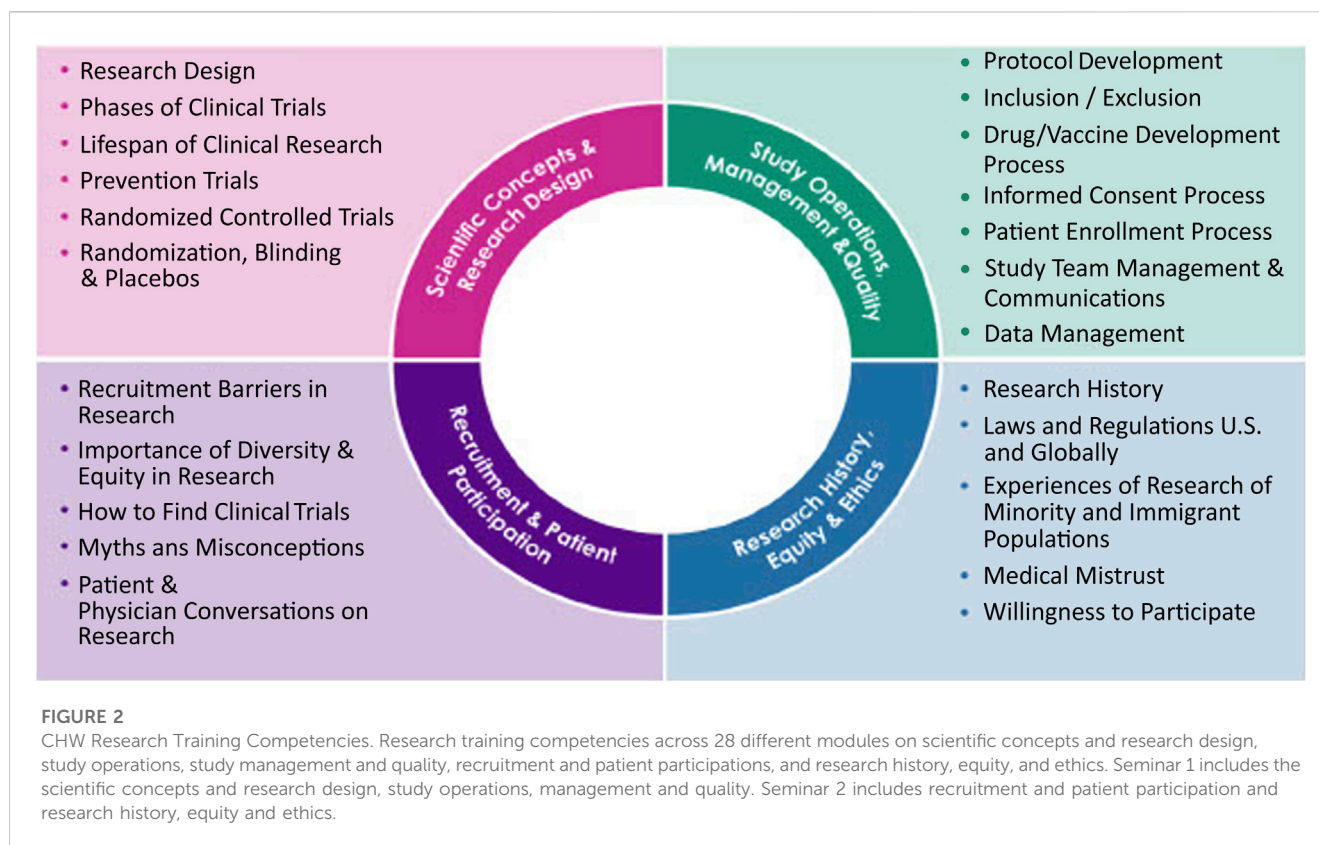 Research Design
Phases of Clinical Trials
Lifespan of Clinical Research
Prevention Trials
Randomized Controlled Trials
Randomization, Blinding
& Placebos
Scientific Concepts &
Research Design
Study Operations,
Management &Quality
Protocol Development
Inclusion / Exclusion
Drug/Vaccine Development
Process
Informed Consent Process
Patient Enrollment Process
Study Team Management &
Communications
Data Management
Recruitment Barriers in
Research
Importance of Diversity &
Equity in Research
How to Find Clinical Trials
Myths ans Misconceptions
Patient &
Physician Conversations on
Research
Recruitment & Patient
Participation
Research History,
Equity & Ethics
Research History
Laws and Regulations U.S.
and Globally
Experiences of Research of
Minority and Immigrant
Populations
Medical Mistrust
Willingness to Participate
FIGURE 2
CHW Research Training Competencies. Research training competencies across 28 different modules on scientific concepts and research design,
study operations, study management and quality, recruitment and patient participations, and research history, equity, and ethics. Seminar 1 includes the
scientific concepts and research design, study operations, management and quality. Seminar 2 includes recruitment and patient participation and
research history, equity and ethics.